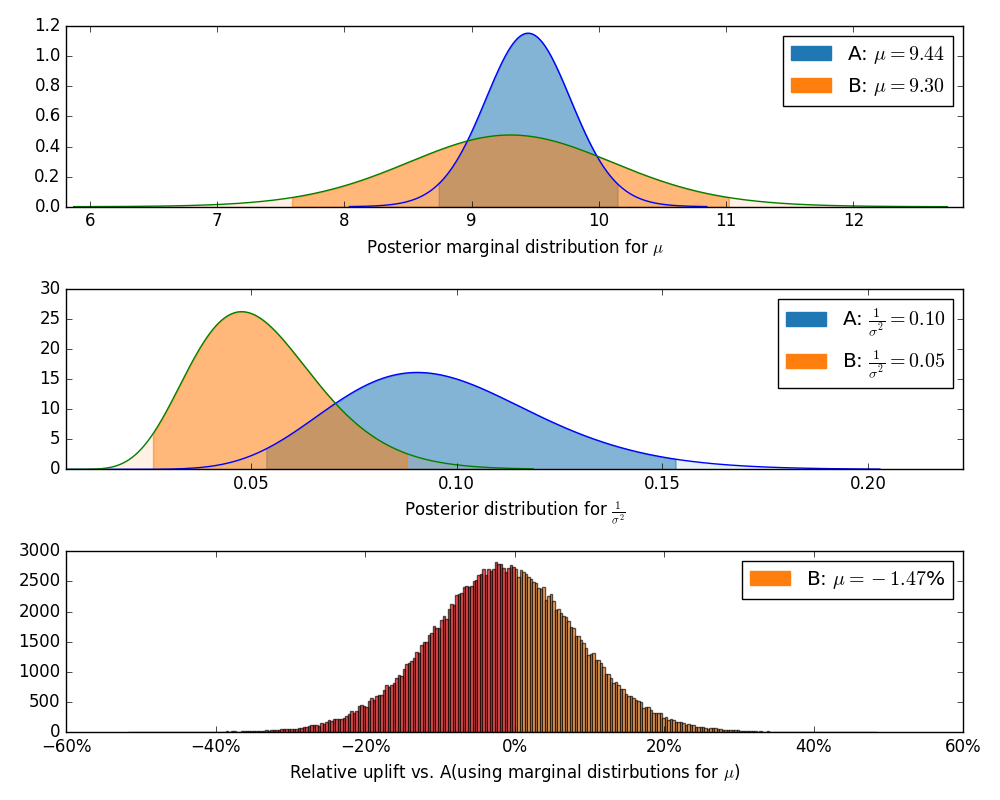 1.2
1.0
0.8
0.6
0.4
0.2
0.0
A: μ = 9.44
B: μ = 9.30
6 7 8 9 10 11 12
Posterior marginal distribution for μ
30
25
20
15
10
5
0
A: 1/σ² = 0.10
B: 1/σ² = 0.05
0.05 0.10 0.15 0.20
Posterior distribution for 1/σ²
3000
2500
2000
1500
1000
500
0
B: μ = −1.47%
−60% −40% −20% 0% 20% 40% 60%
Relative uplift vs. A(using marginal distirbutions for μ)